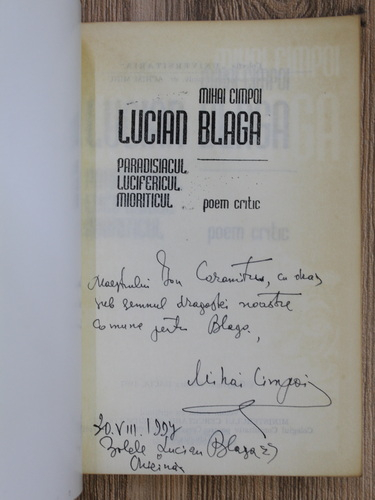 MIHAI CIMPOI
LUCIAN BLAGA
PARADISIACUL
LUCIFERICUL
MIORITICUL poem critic
Maestrului Ion Caramitru, cu drag,
sub semnul dragostei noastre
comune pentru Blaga,
Mihai Cimpoi
20.VIII.1997
Zilele Lucian Blaga